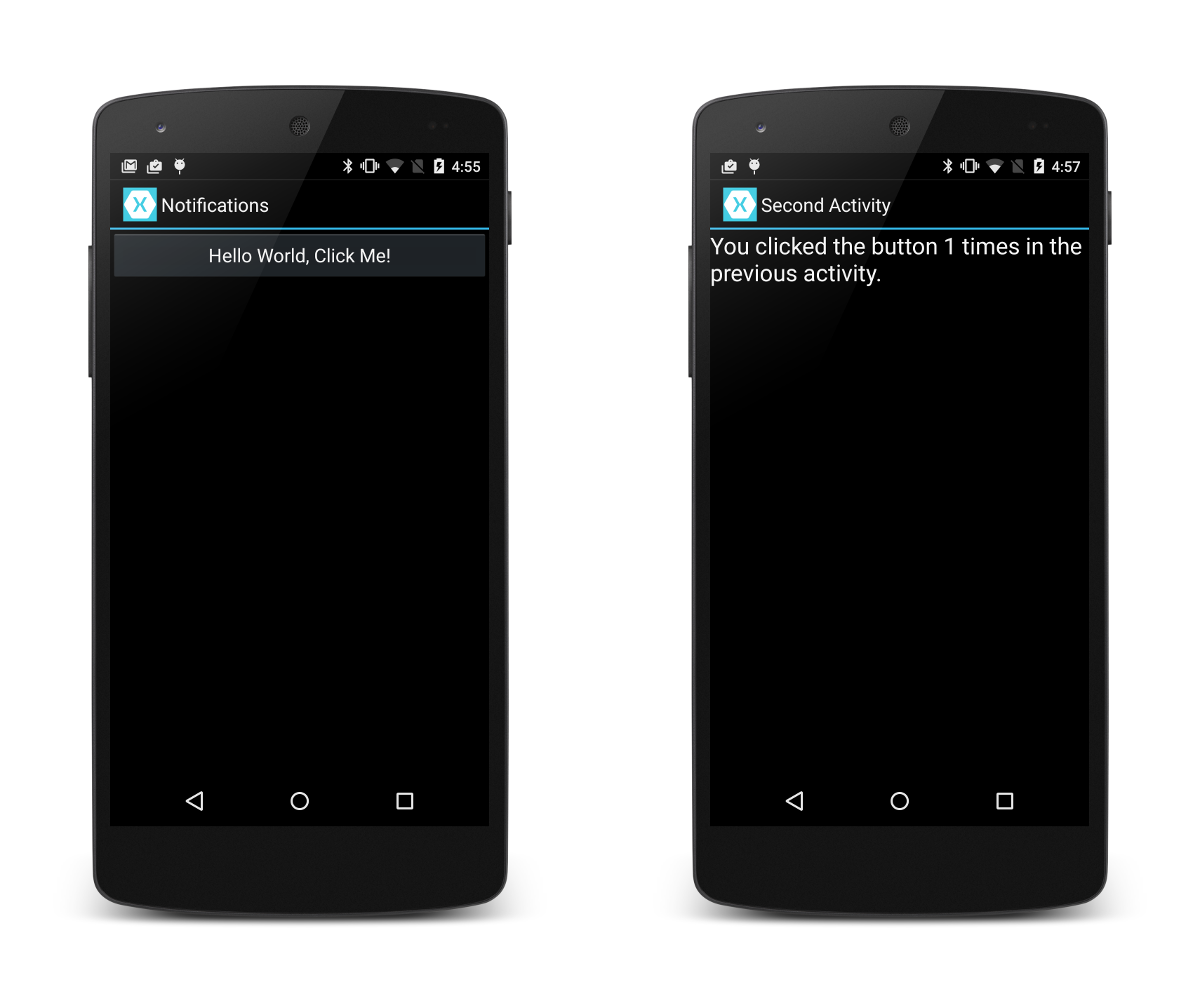 4:55
Notifications
Hello World, Click Me!
4:57
Second Activity
You clicked the button 1 times in the
previous activity.